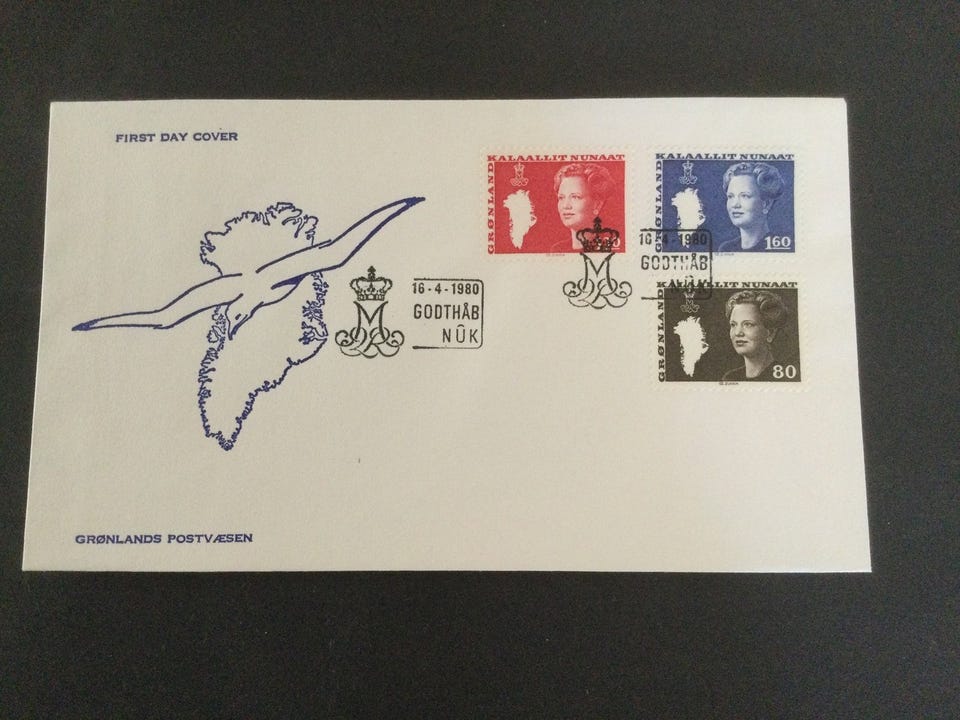 FIRST DAY COVER
KALAALLIT NUNAAT
GRØNLAND
KALAALLIT NUNAAT
GRØNLAND
160
16-4-1980
GODTHÅB
NÛK
16-4-1980
GODTHÅB
NÛK
KALAALLIT NUNAAT
GRØNLAND
80
GRØNLANDS POSTVÆSEN